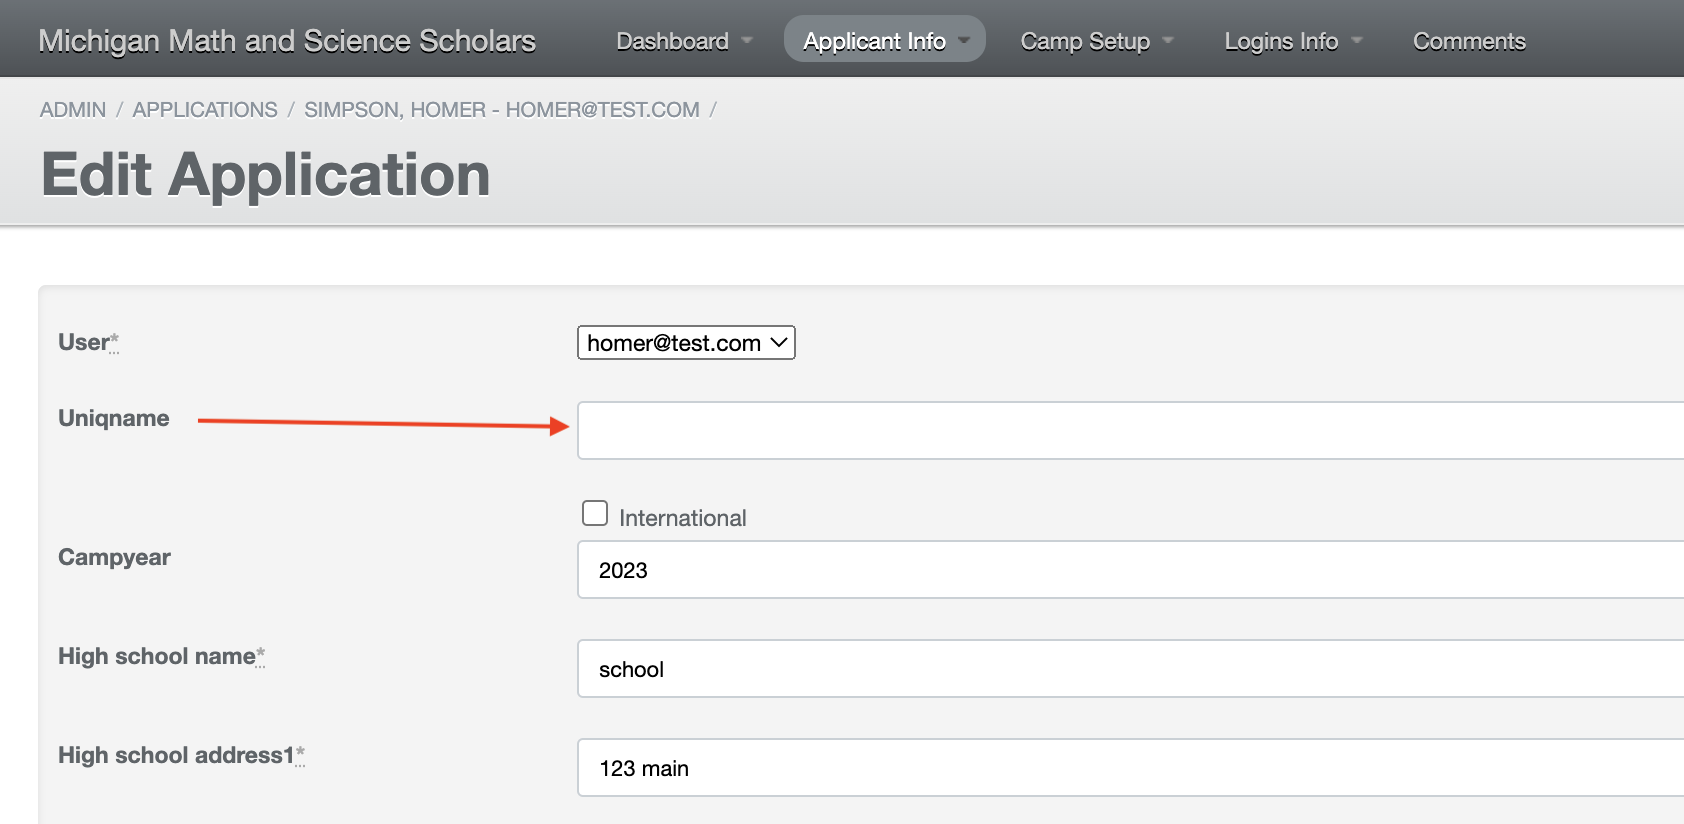 Michigan Math and Science Scholars Dashboard Applicant Info Camp Setup Logins Info Comments
ADMIN / APPLICATIONS / SIMPSON, HOMER - HOMER@TEST.COM /
Edit Application
User* homer@test.com
Uniqname
International
Campyear 2023
High school name* school
High school address1* 123 main